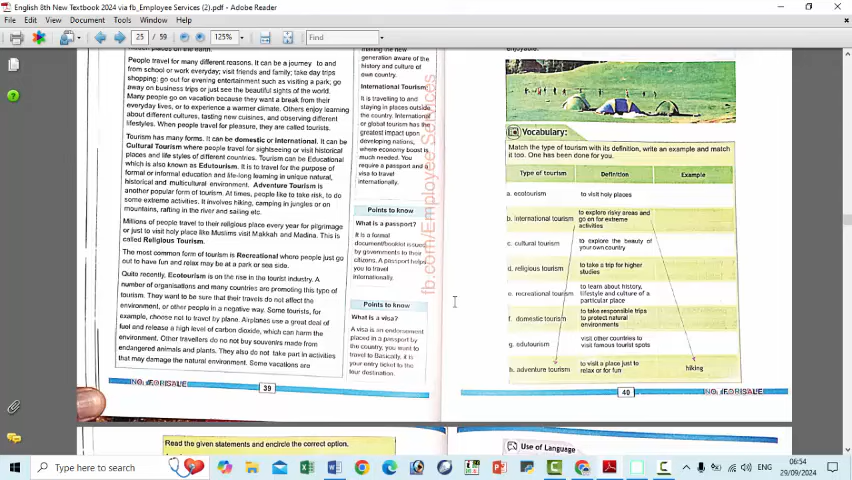 English 8th New Textbook 2024 via fb_Employee Services (2).pdf - Adobe Reader
File Edit View Document Tools Window Help
25 / 59 125% Find
People travel for many different reasons. It can be a journey to and
from school or work everyday; visit friends and family; take day trips
shopping; go out for evening entertainment such as visiting a park; go
away on business trips or just see the beautiful sights of the world.
Many people go on vacation because they want a break from their
everyday lives, or to experience a warmer climate. Others enjoy learning
about different cultures, tasting new cuisines, and observing different
lifestyles. When people travel for pleasure, they are called tourists.
Tourism has many forms. It can be domestic or International. It can be
Cultural Tourism where people travel for sightseeing or visit historical
places and life styles of different countries. Tourism can be Educational
which is also known as Edutourism. It is to travel for the purpose of
formal or informal education and life-long learning in unique natural,
historical and multicultural environment. Adventure Tourism is
another popular form of tourism. At times, people like to take risk, to do
some extreme activities. It involves hiking, camping in jungles or on
mountains, rafting in the river and sailing etc.
Millions of people travel to their religious place every year for pilgrimage
or just to visit holy place like Muslims visit Makkah and Madina. This is
called Religious Tourism.
The most common form of tourism is Recreational where people just go
out to have fun and relax may be at a park or sea side.
Quite recently, Ecotourism is on the rise in the tourist industry. A
number of organisations and many countries are promoting this type of
tourism. They want to be sure that their travels do not affect the
environment, or other people in a negative way. Some tourists, for
example, choose not to travel by plane. Airplanes use a great deal of
fuel and release a high level of carbon dioxide, which can harm the
environment. Other travellers do not buy souvenirs made from
endangered animals and plants. They also do not take part in activities
that may damage the natural environment. Some vacations are
making the new
generation aware of the
history and culture of
own country.
International Tourism:
It is travelling to and
staying in places outside
the country. International
or global tourism has the
greatest impact upon
developing nations,
where economy boost is
much needed. You
require a passport and a
visa to travel
internationally.
Points to know
What is a passport?
It is a formal
document/booklet issued
by governments to their
citizens. A passport helps
you to travel
internationally.
Points to know
What is a visa?
A visa is an endorsement
placed in a passport by
the country, you want to
travel to Basically, it is
your entry ticket to the
tour destination.
fb.com/Employee Services
NOT FOR SALE
39
Vocabulary:
Match the type of tourism with its definition, write an example and match
it too. One has been done for you.
Type of tourism Definition Example
a. ecotourism to visit holy places
b. international tourism to explore risky areas and
go on for extreme
activities
c. cultural tourism to explore the beauty of
your own country
d. religious tourism to take a trip for higher
studies
e. recreational tourism to learn about history,
lifestyle and culture of a
particular place
f. domestic tourism to take responsible trips
to protect natural
environments
g. edutourism visit other countries to
visit famous tourist spots
h. adventure tourism to visit a place just to
relax or for fun hiking
40
NOT FOR SALE
Read the given statements and encircle the correct option.
Use of Language
Type here to search
ENG
06:54
29/09/2024